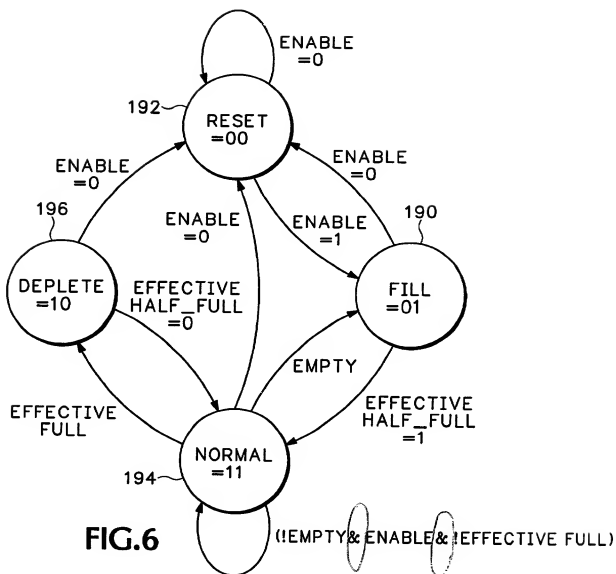 ENABLE
=0
192
RESET
=00
ENABLE
=0
ENABLE
=0
196
ENABLE
=0
190
ENABLE
=1
DEPLETE
=10
EFFECTIVE
HALF_FULL
=0
FILL
=01
EMPTY
EFFECTIVE
FULL
EFFECTIVE
HALF_FULL
=1
NORMAL
=11
194
FIG.6
(!EMPTY & ENABLE & !EFFECTIVE FULL)